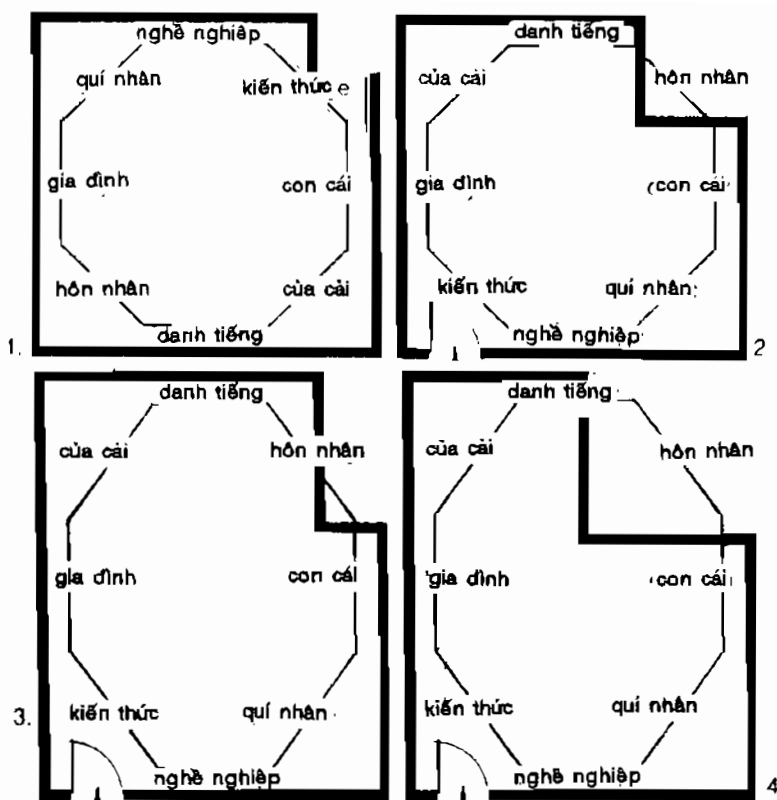 nghề nghiệp
quí nhân
kiến thức e
gia đình
con cái
hôn nhân
của cải
danh tiếng
1.
danh tiếng
của cải
hôn nhân
gia đình
con cái
kiến thức
quí nhân
nghề nghiệp
2
danh tiếng
của cải
hôn nhân
gia đình
con cái
kiến thức
quí nhân
3.
nghề nghiệp
danh tiếng
của cải
hôn nhân
gia đình
con cái
kiến thức
quí nhân
nghề nghiệp
4